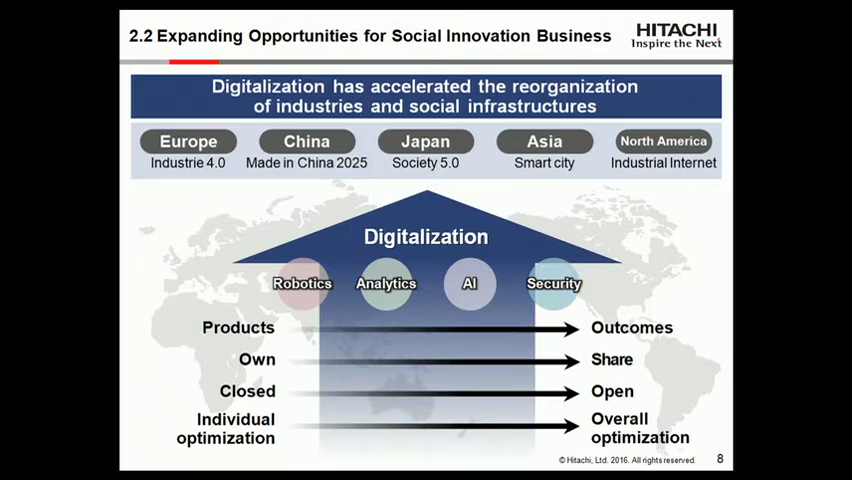 2.2 Expanding Opportunities for Social Innovation Business
HITACHI
Inspire the Next
Digitalization has accelerated the reorganization
of industries and social infrastructures
Europe
Industrie 4.0
China
Made in China 2025
Japan
Society 5.0
Asia
Smart city
North America
Industrial Internet
Digitalization
Robotics
Analytics
AI
Security
Products
Outcomes
Own
Share
Closed
Open
Individual
optimization
Overall
optimization
© Hitachi, Ltd. 2016. All rights reserved.
8